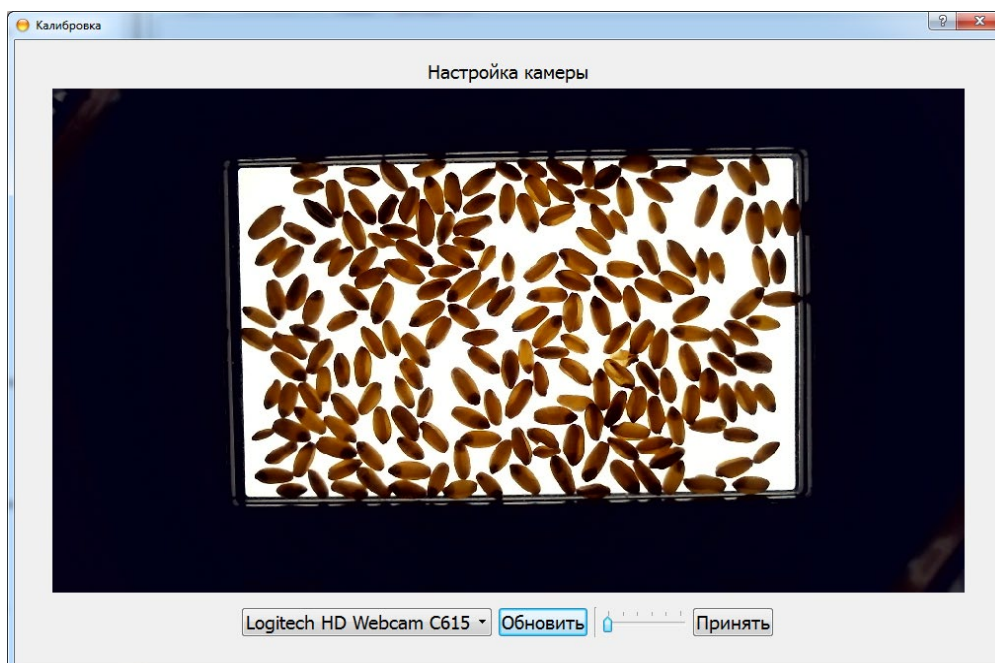 Калибровка
Настройка камеры
Logitech HD Webcam C615
Обновить
Принять